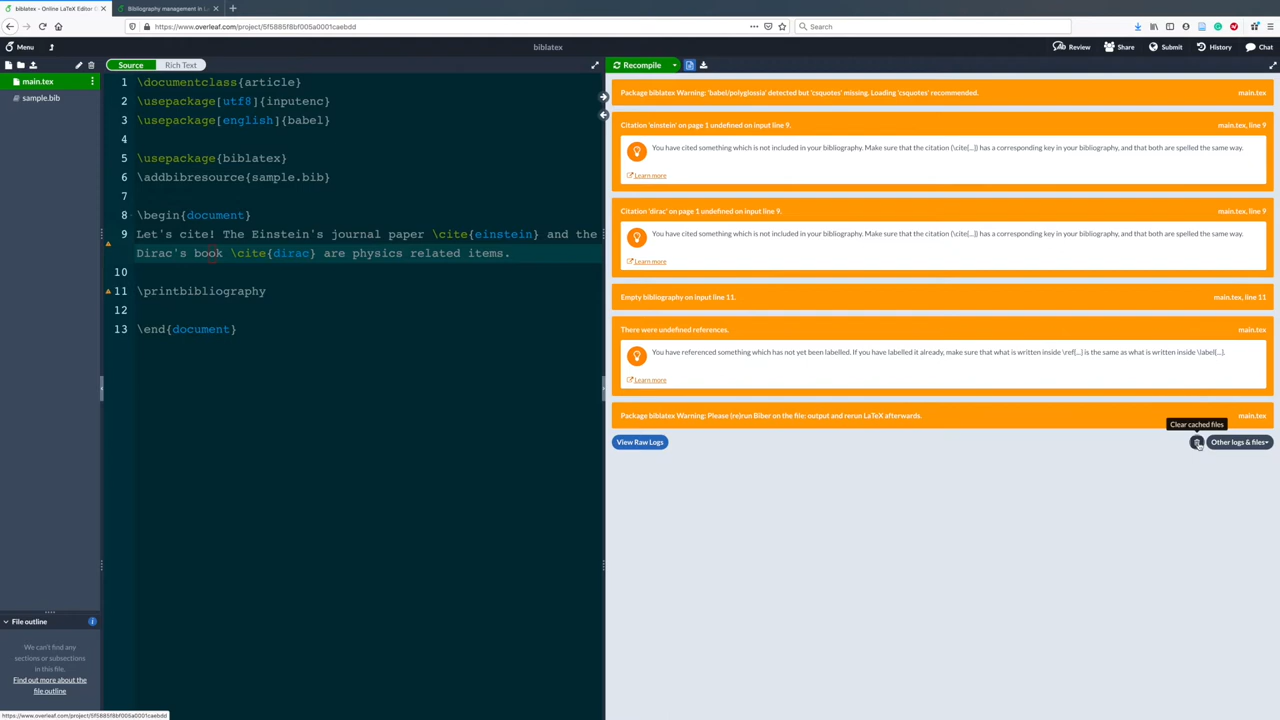 biblatex - Online LaTeX Editor O
Bibliography management in L
https://www.overleaf.com/project/5f5885f8bf005a0001caebdd
Search
Menu
biblatex
Review
Share
Submit
History
Chat
Source
Rich Text
Recompile
main.tex
sample.bib
1 \documentclass{article}
2 \usepackage[utf8]{inputenc}
3 \usepackage[english]{babel}
4
5 \usepackage{biblatex}
6 \addbibresource{sample.bib}
7
8 \begin{document}
9 Let's cite! The Einstein's journal paper \cite{einstein} and the
Dirac's book \cite{dirac} are physics related items.
10
11 \printbibliography
12
13 \end{document}
Package biblatex Warning: 'babel/polyglossia' detected but 'csquotes' missing. Loading 'csquotes' recommended. main.tex
Citation 'einstein' on page 1 undefined on input line 9. main.tex, line 9
You have cited something which is not included in your bibliography. Make sure that the citation (\cite{...}) has a corresponding key in your bibliography, and that both are spelled the same way.
Learn more
Citation 'dirac' on page 1 undefined on input line 9. main.tex, line 9
You have cited something which is not included in your bibliography. Make sure that the citation (\cite{...}) has a corresponding key in your bibliography, and that both are spelled the same way.
Learn more
Empty bibliography on input line 11. main.tex, line 11
There were undefined references. main.tex
You have referenced something which has not yet been labelled. If you have labelled it already, make sure that what is written inside \ref{...} is the same as what is written inside \label{...}.
Learn more
Package biblatex Warning: Please (re)run Biber on the file: output and rerun LaTeX afterwards. main.tex
Clear cached files
View Raw Logs
Other logs & files
File outline
We can't find any
sections or subsections
in this file.
Find out more about the
file outline
https://www.overleaf.com/project/5f5885f8bf005a0001caebdd